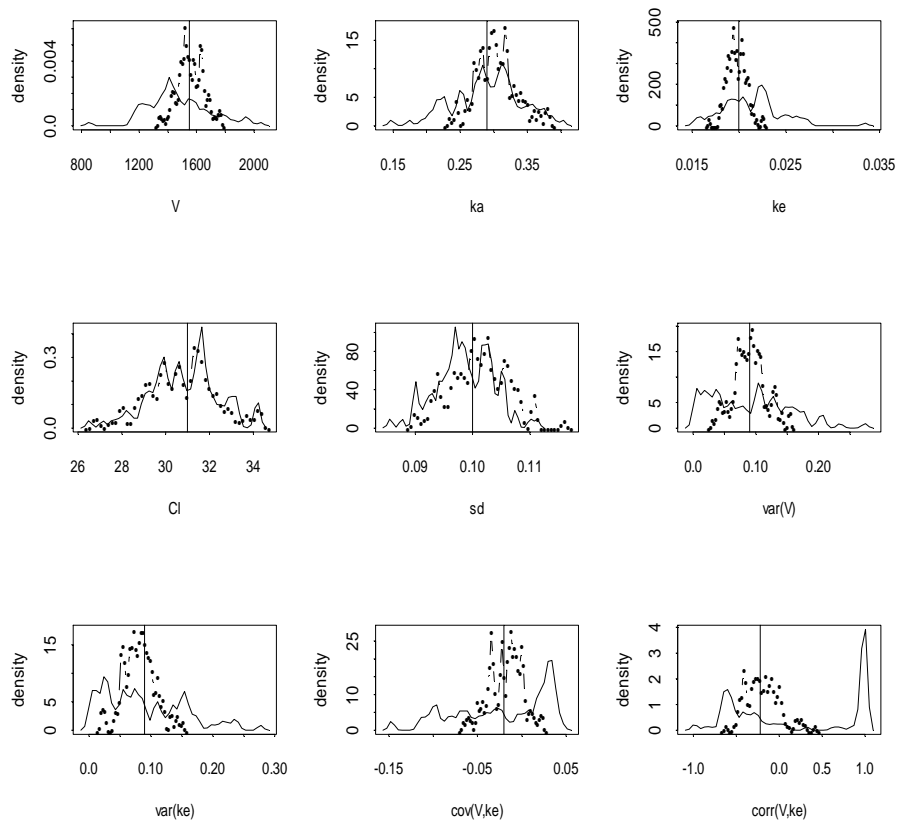 density
0.0 0.004
800 1200 1600 2000
V
density
0 5 15
0.15 0.25 0.35
ka
density
0 200 500
0.015 0.025 0.035
ke
density
0.0 0.3
26 28 30 32 34
Cl
density
0 40 80
0.09 0.10 0.11
sd
density
0 5 15
0.0 0.10 0.20
var(V)
density
0 5 15
0.0 0.10 0.20 0.30
var(ke)
density
0 10 25
-0.15 -0.05 0.05
cov(V,ke)
density
0 1 2 3 4
-1.0 0.0 0.5 1.0
corr(V,ke)